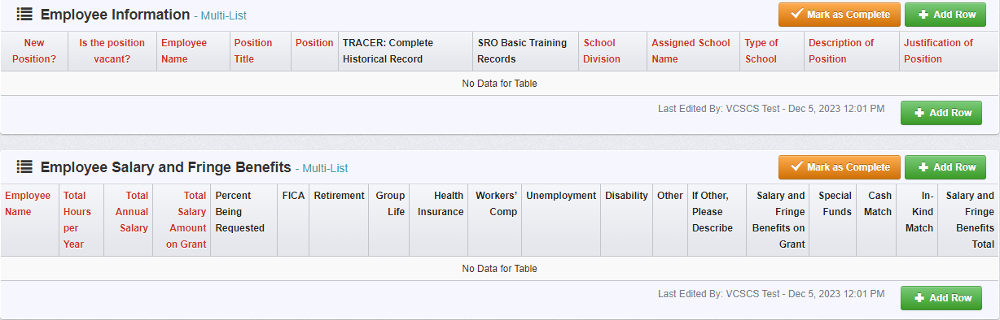 Employee Information - Multi-List
Mark as Complete
Add Row
New Position?
Is the position vacant?
Employee Name
Position Title
Position
TRACER: Complete Historical Record
SRO Basic Training Records
School Division
Assigned School Name
Type of School
Description of Position
Justification of Position
No Data for Table
Last Edited By: VCSCS Test - Dec 5, 2023 12:01 PM
Add Row
Employee Salary and Fringe Benefits - Multi-List
Mark as Complete
Add Row
Employee Name
Total Hours per Year
Total Annual Salary
Total Salary Amount on Grant
Percent Being Requested
FICA
Retirement
Group Life
Health Insurance
Workers' Comp
Unemployment
Disability
Other
If Other, Please Describe
Salary and Fringe Benefits on Grant
Special Funds
Cash Match
In-Kind Match
Salary and Fringe Benefits Total
No Data for Table
Last Edited By: VCSCS Test - Dec 5, 2023 12:01 PM
Add Row